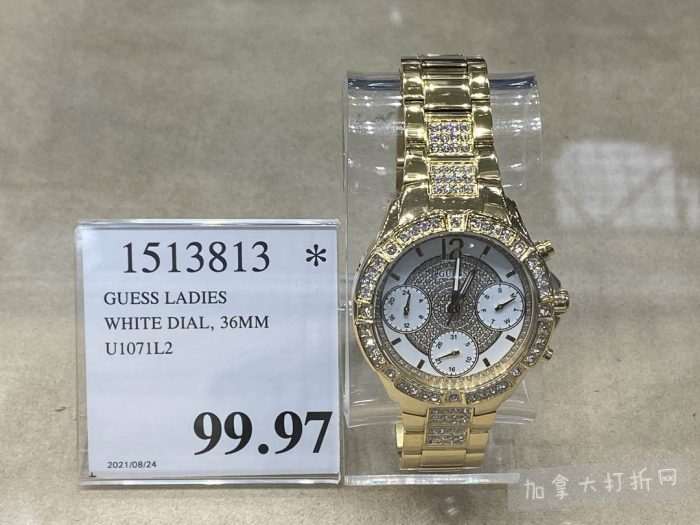 1513813 *
GUESS LADIES
WHITE DIAL, 36MM
U1071L2
99.97
2021/08/24
12
GUESS
加拿大打折网